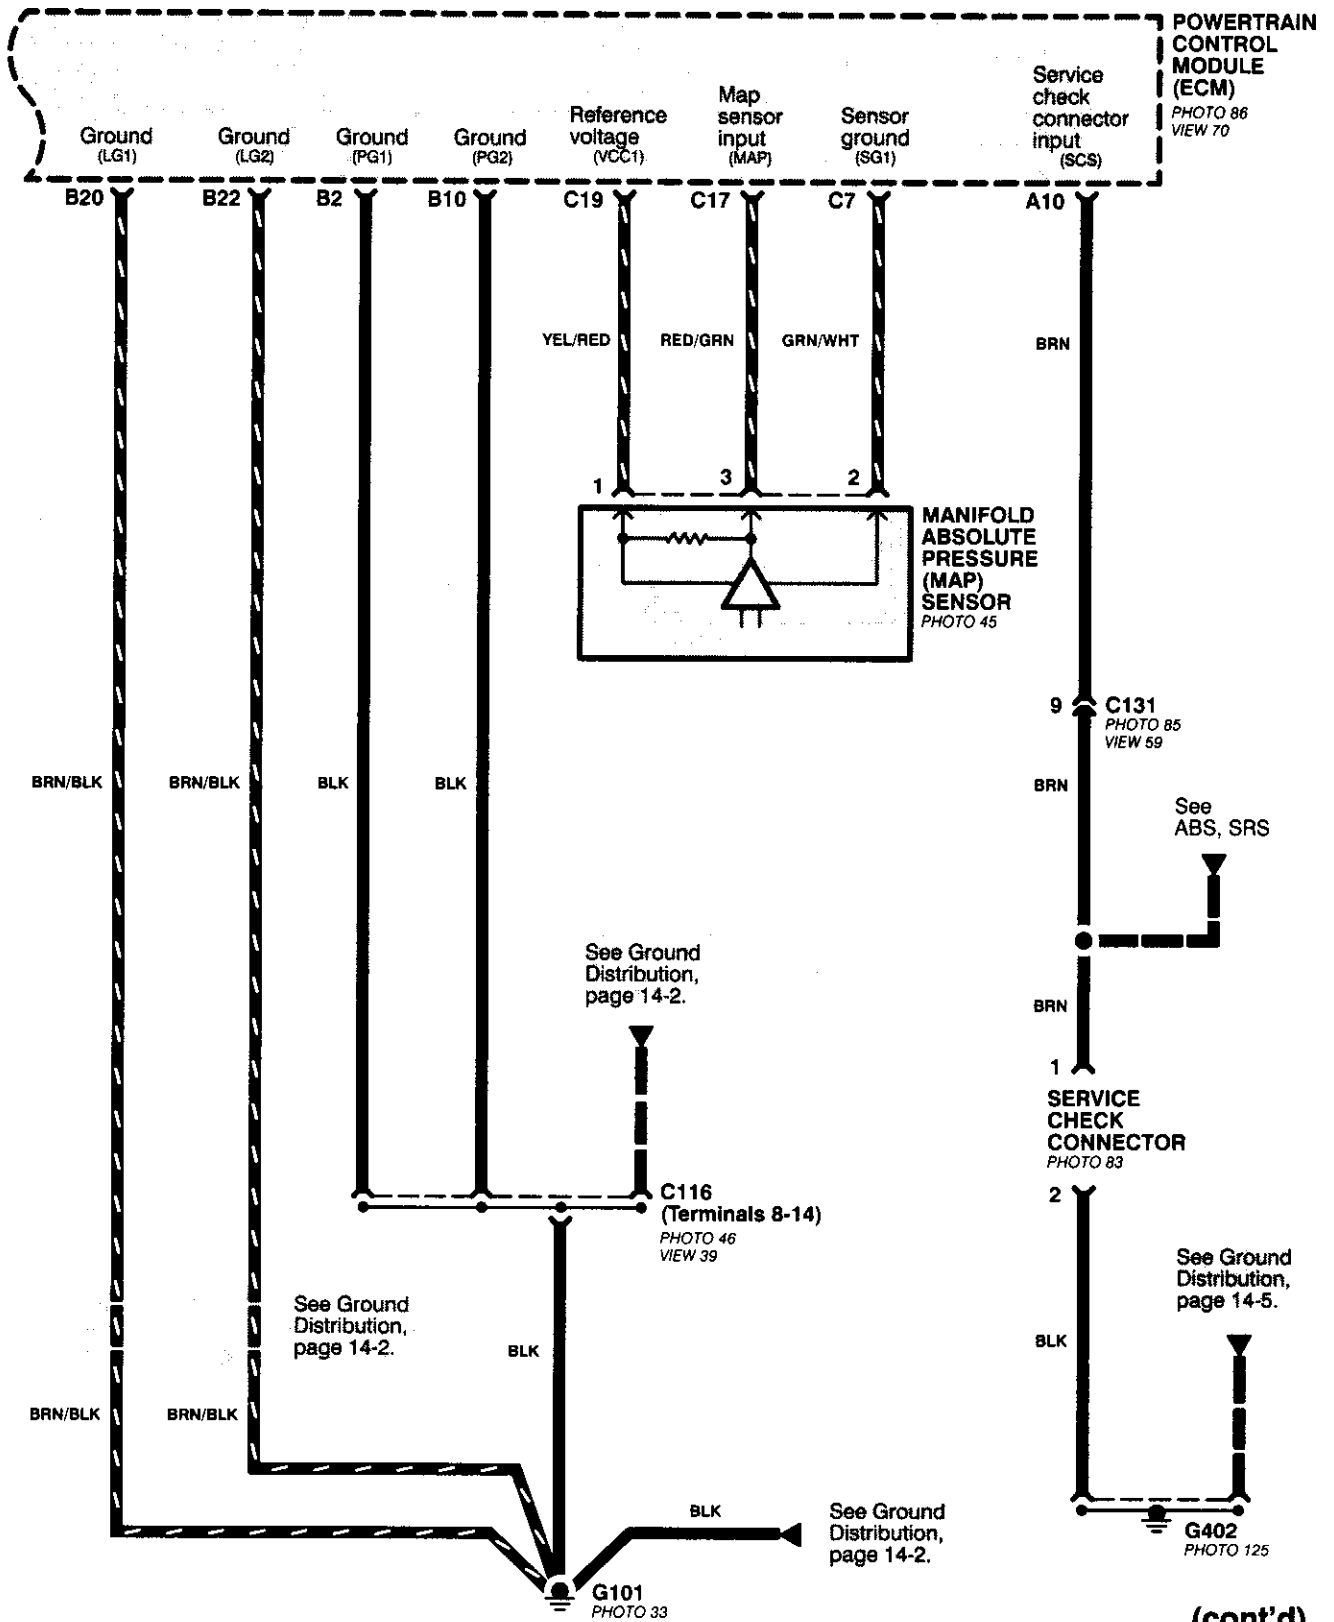 POWERTRAIN
CONTROL
MODULE
(ECM)
PHOTO 86
VIEW 70
Ground
(LG1)
Ground
(LG2)
Ground
(PG1)
Ground
(PG2)
Reference
voltage
(VCC1)
Map
sensor
input
(MAP)
Sensor
ground
(SG1)
Service
check
connector
input
(SCS)
B20
B22
B2
B10
C19
C17
C7
A10
YEL/RED
RED/GRN
GRN/WHT
BRN
1
3
2
MANIFOLD
ABSOLUTE
PRESSURE
(MAP)
SENSOR
PHOTO 45
9
C131
PHOTO 85
VIEW 59
BRN/BLK
BRN/BLK
BLK
BLK
BRN
See
ABS, SRS
See Ground
Distribution,
page 14-2.
BRN
1
SERVICE
CHECK
CONNECTOR
PHOTO 83
2
C116
(Terminals 8-14)
PHOTO 46
VIEW 39
See Ground
Distribution,
page 14-5.
See Ground
Distribution,
page 14-2.
BLK
BLK
BRN/BLK
BRN/BLK
BLK
See Ground
Distribution,
page 14-2.
G402
PHOTO 125
G101
PHOTO 33
(cont'd)